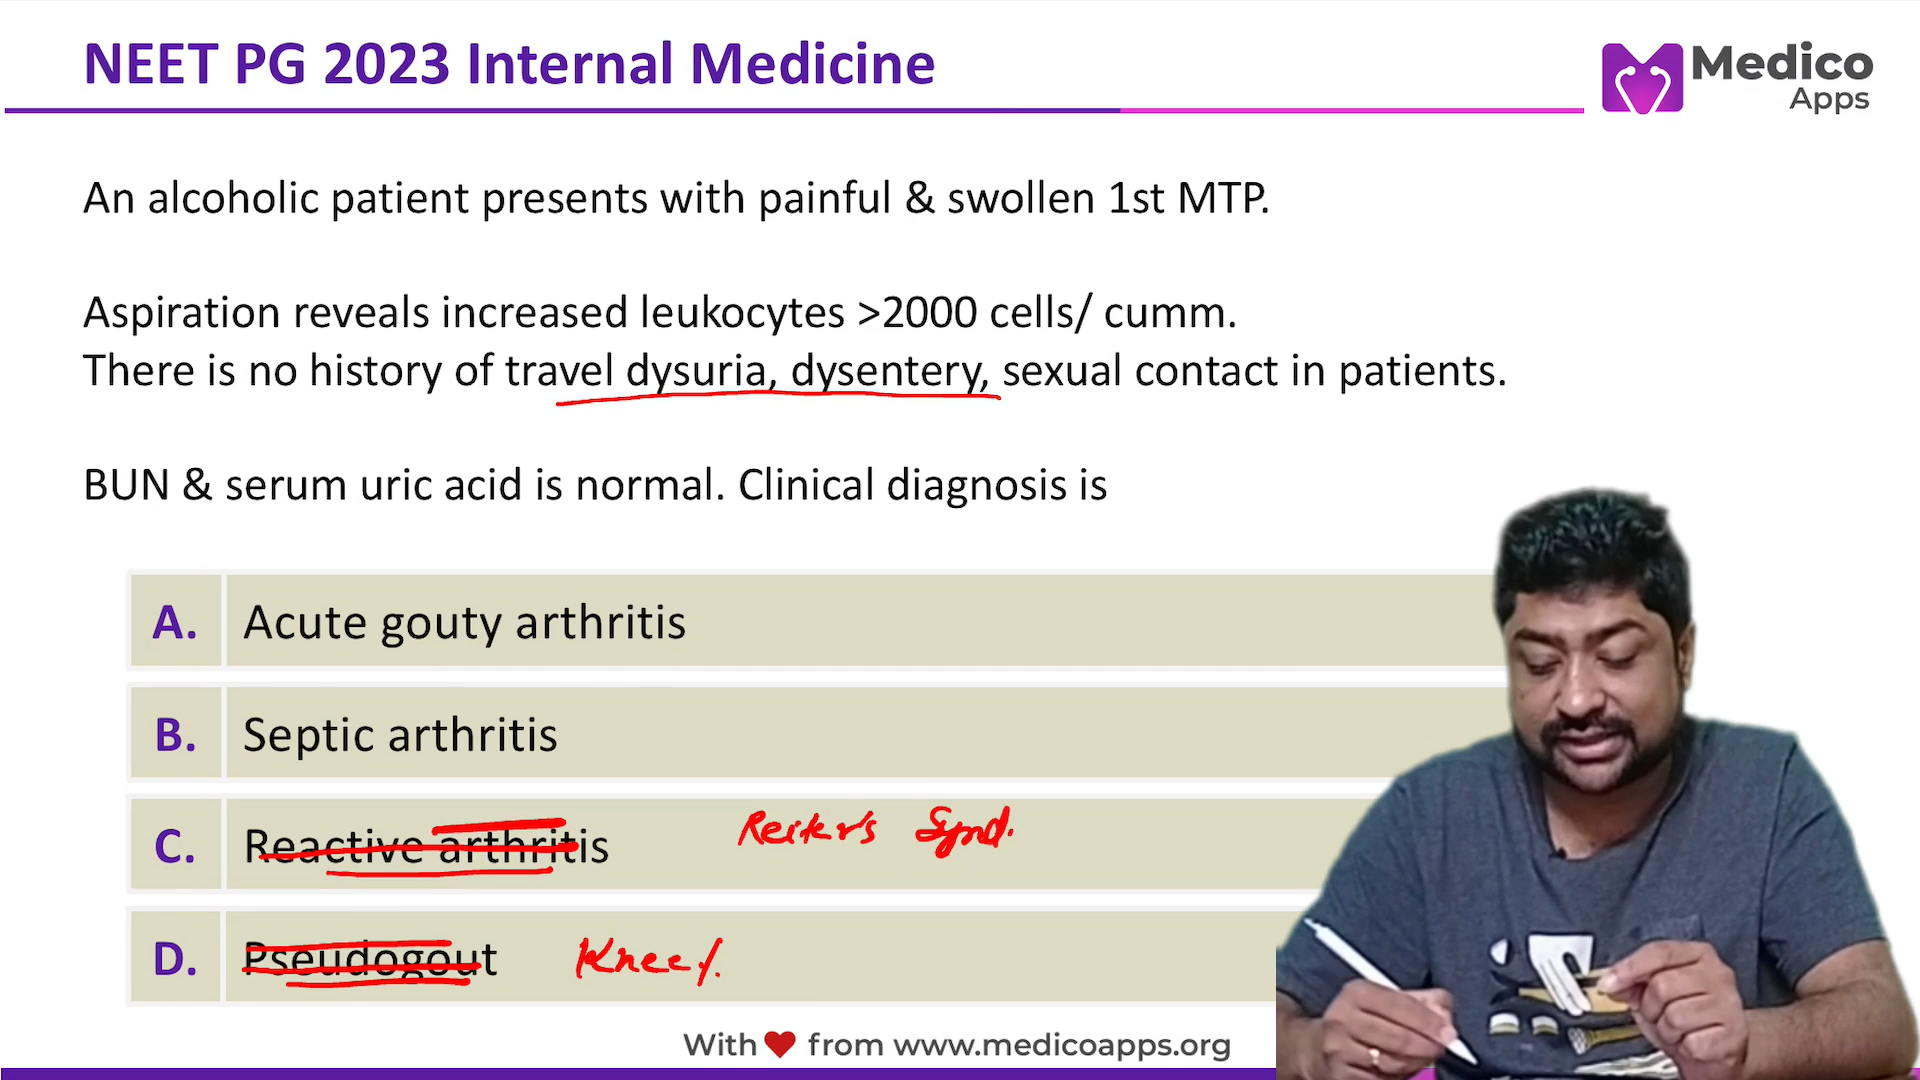 NEET PG 2023 Internal Medicine
Medico
Apps
An alcoholic patient presents with painful & swollen 1st MTP.
Aspiration reveals increased leukocytes >2000 cells/ cumm.
There is no history of travel dysuria, dysentery, sexual contact in patients.
BUN & serum uric acid is normal. Clinical diagnosis is
A. Acute gouty arthritis
B. Septic arthritis
C. Reactive arthritis Reiter's Synd.
D. Pseudogout Knee
With ❤ from www.medicoapps.org